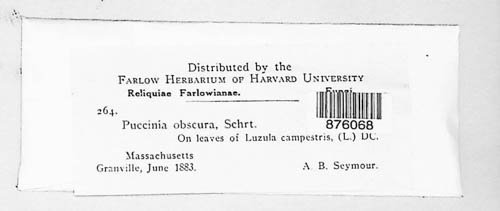 Distributed by the
FARLOW HERBARIUM OF HARVARD UNIVERSITY
Reliquiae Farlowianae. Fungi
264.
876068
Puccinia obscura, Schrt.
On leaves of Luzula campestris, (L.) DC.
Massachusetts
Granville, June 1883. A. B. Seymour.